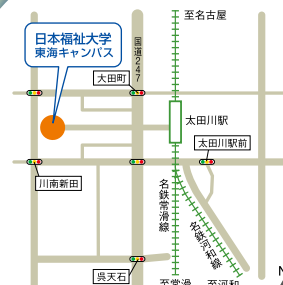 至名古屋
日本福祉大学
東海キャンパス
国道247
大田町
太田川駅
太田川駅前
川南新田
名鉄常滑線
名鉄河和線
呉天石
至常滑
至河和
N